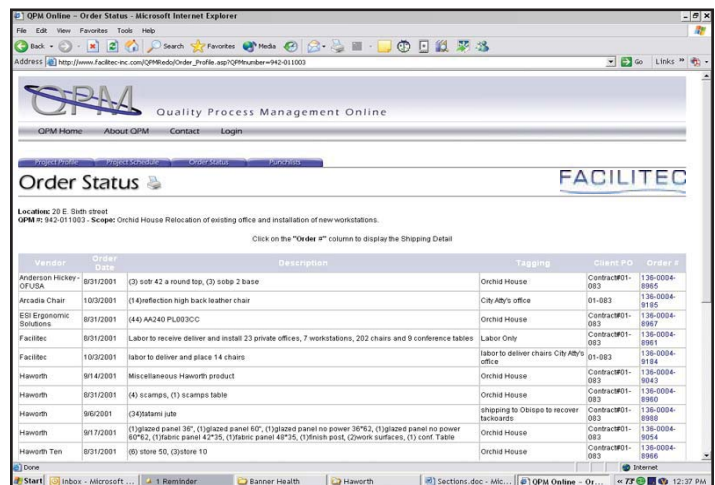 QPM Online - Order Status - Microsoft Internet Explorer
File Edit View Favorites Tools Help
Back Search Favorites Media
Address http://www.facilitec-inc.com/QPMRedo/Order_Profile.asp?QPMnumber=942-011003 Go Links »
QPM Quality Process Management Online
QPM Home About QPM Contact Login
Project Profile Project Schedule Order Status Punchlists
Order Status FACILITEC
Location: 20 E. Sixth street
QPM #: 942-011003 - Scope: Orchid House Relocation of existing office and installation of new workstations.
Click on the "Order #" column to display the Shipping Detail
Vendor Order Date Description Tagging Client PO Order #
Anderson Hickey - OFUSA 8/31/2001 (3) sotr 42 a round top, (3) sobp 2 base Orchid House Contract#01-083 136-0004-8965
Arcadia Chair 10/3/2001 (14)reflection high back leather chair City Atty's office 01-083 136-0004-9185
ESI Ergonomic Solutions 8/31/2001 (44) AA240 PL003CC Orchid House Contract#01-083 136-0004-8967
Facilitec 8/31/2001 Labor to receive deliver and install 23 private offices, 7 workstations, 202 chairs and 9 conference tables Labor Only Contract#01-083 136-0004-8961
Facilitec 10/3/2001 labor to deliver and place 14 chairs labor to deliver chairs City Atty's office 01-083 136-0004-9184
Haworth 9/14/2001 Miscellaneous Haworth product Orchid House Contract#01-083 136-0004-9043
Haworth 8/31/2001 (4) scamps, (1) scamps table Orchid House Contract#01-083 136-0004-8960
Haworth 9/6/2001 (34)tatami jute shipping to Obispo to recover tackoards Contract#01-083 136-0004-8988
Haworth 9/17/2001 (1)glazed panel 36", (1)glazed panel 60", (1)glazed panel no power 36*62, (1)glazed panel no power 60*62, (1)fabric panel 42*35, (1)fabric panel 48*35, (1)finish post, (2)work surfaces, (1) conf. Table Orchid House Contract#01-083 136-0004-9054
Haworth Ten 8/31/2001 (6) store 50, (3)store 10 Orchid House Contract#01-083 136-0004-8966
Done Internet
Start Inbox - Microsoft ... 1 Reminder Banner Health Haworth Sections.doc - Mic... QPM Online - Or... « 12:37 PM